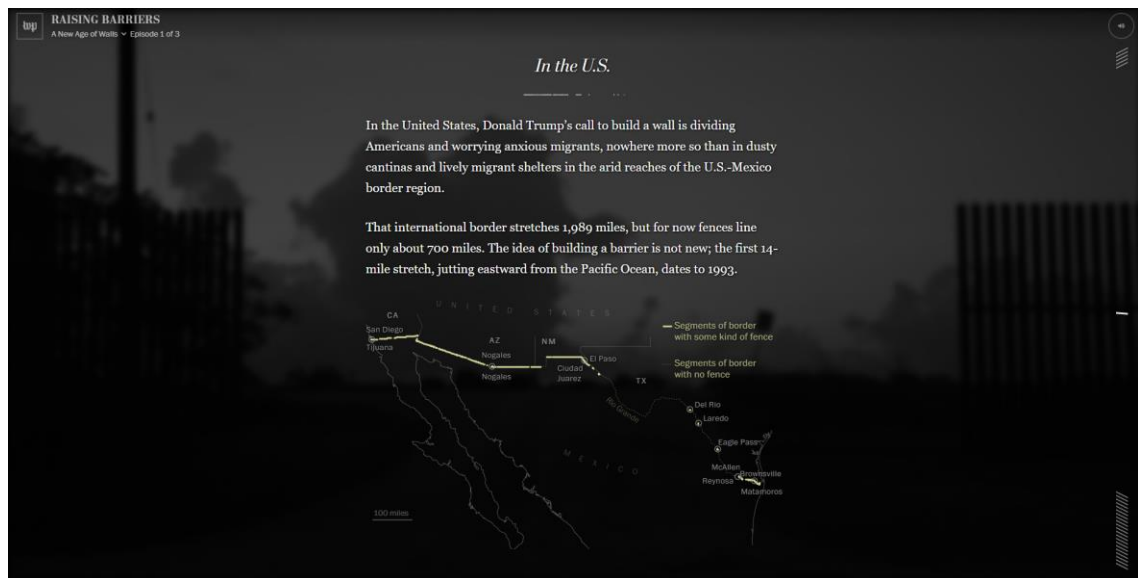 wp
RAISING BARRIERS
A New Age of Walls Episode 1 of 3
In the U.S.
In the United States, Donald Trump's call to build a wall is dividing
Americans and worrying anxious migrants, nowhere more so than in dusty
cantinas and lively migrant shelters in the arid reaches of the U.S.-Mexico
border region.
That international border stretches 1,989 miles, but for now fences line
only about 700 miles. The idea of building a barrier is not new; the first 14-
mile stretch, jutting eastward from the Pacific Ocean, dates to 1993.
UNITED STATES
CA
San Diego
Tijuana
AZ
Nogales
Nogales
NM
El Paso
Ciudad
Juarez
Segments of border
with some kind of fence
Segments of border
with no fence
TX
Rio Grande
Del Rio
Laredo
Eagle Pass
MEXICO
McAllen
Brownsville
Reynosa
Matamoros
100 miles